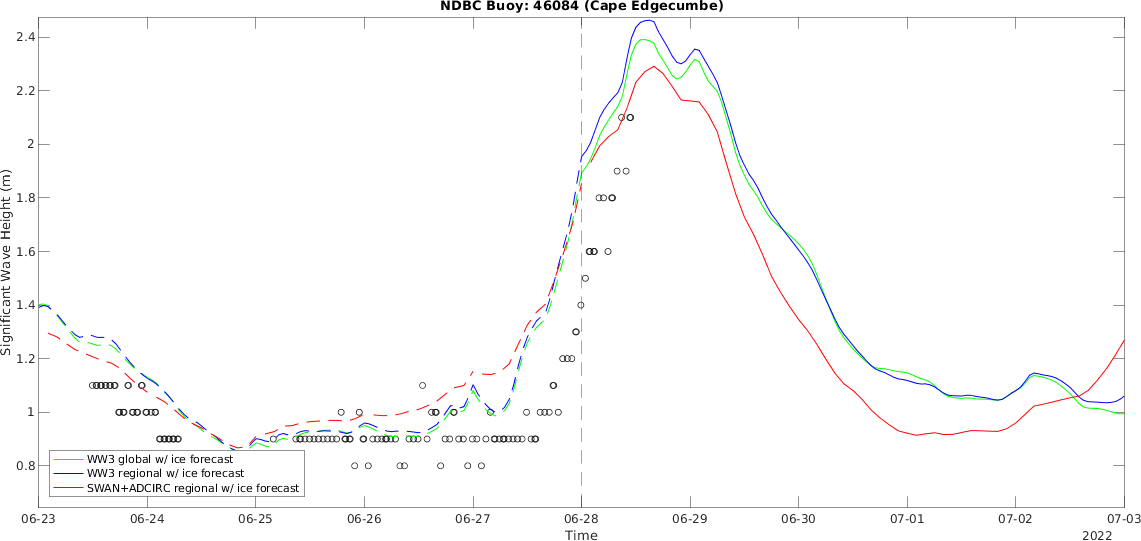 NDBC Buoy: 46084 (Cape Edgecumbe)
Significant Wave Height (m)
2.4
2.2
2
1.8
1.6
1.4
1.2
1
0.8
WW3 global w/ ice forecast
WW3 regional w/ ice forecast
SWAN+ADCIRC regional w/ ice forecast
06-23 06-24 06-25 06-26 06-27 06-28 06-29 06-30 07-01 07-02 07-03
Time
2022